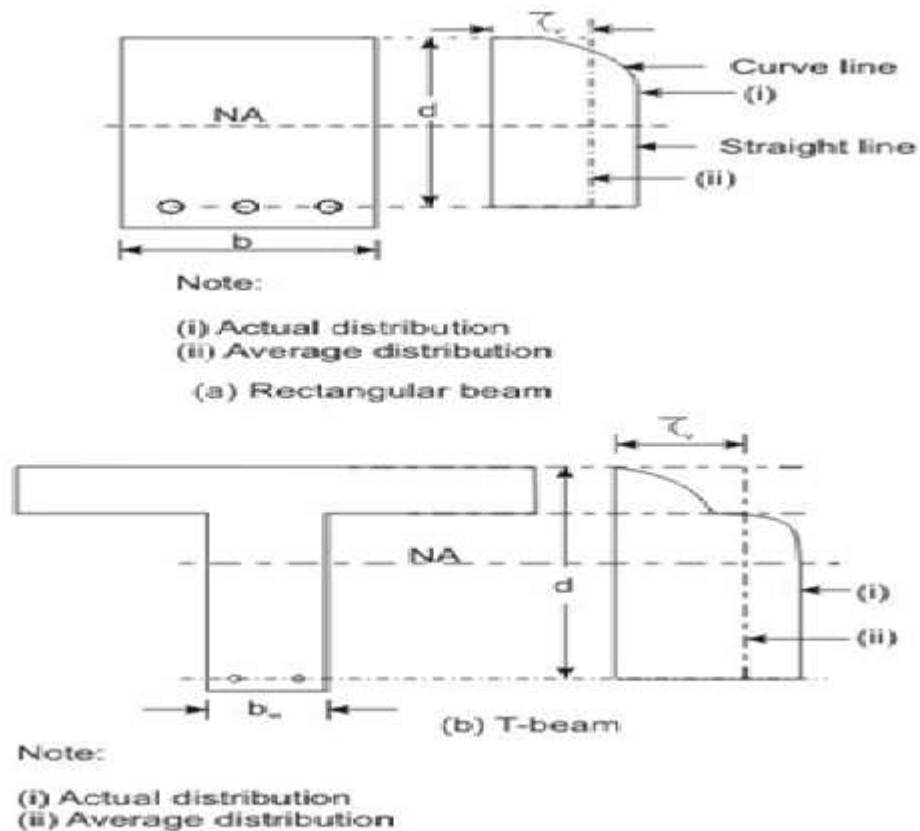 τv
Curve line
(i)
NA
d
Straight line
(ii)
b
Note:
(i) Actual distribution
(ii) Average distribution
(a) Rectangular beam
τv
NA
d
(i)
(ii)
bw
(b) T-beam
Note:
(i) Actual distribution
(ii) Average distribution